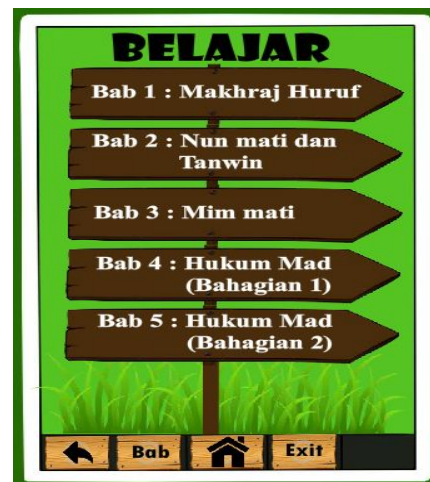 BELAJAR
Bab 1 : Makhraj Huruf
Bab 2 : Nun mati dan
Tanwin
Bab 3 : Mim mati
Bab 4 : Hukum Mad
(Bahagian 1)
Bab 5 : Hukum Mad
(Bahagian 2)
Bab Exit